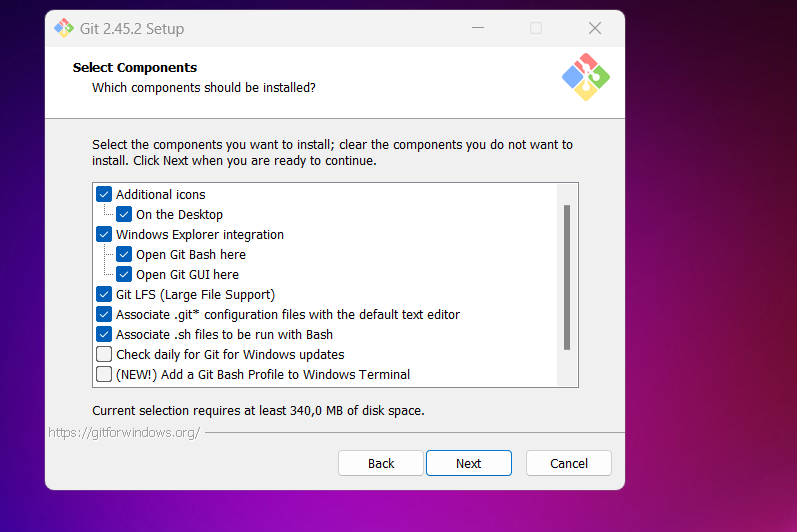 Git 2.45.2 Setup
Select Components
Which components should be installed?
Select the components you want to install; clear the components you do not want to
install. Click Next when you are ready to continue.
Additional icons
On the Desktop
Windows Explorer integration
Open Git Bash here
Open Git GUI here
Git LFS (Large File Support)
Associate .git* configuration files with the default text editor
Associate .sh files to be run with Bash
Check daily for Git for Windows updates
(NEW!) Add a Git Bash Profile to Windows Terminal
Current selection requires at least 340,0 MB of disk space.
https://gitforwindows.org/
Back Next Cancel